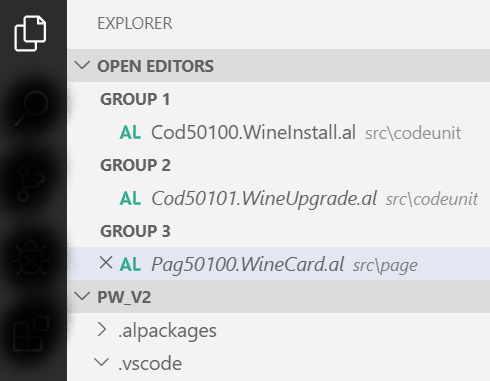 EXPLORER
OPEN EDITORS
GROUP 1
AL Cod50100.WineInstall.al src\codeunit
GROUP 2
AL Cod50101.WineUpgrade.al src\codeunit
GROUP 3
AL Pag50100.WineCard.al src\page
PW_V2
.alpackages
.vscode